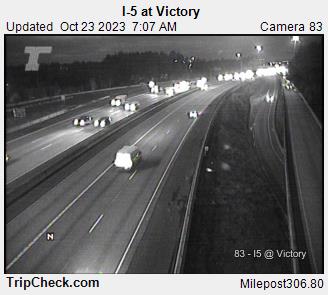 I-5 at Victory
Updated Oct 23 2023 7:07 AM Camera 83
T
N
83 - I5 @ Victory
TripCheck.com Milepost306.80